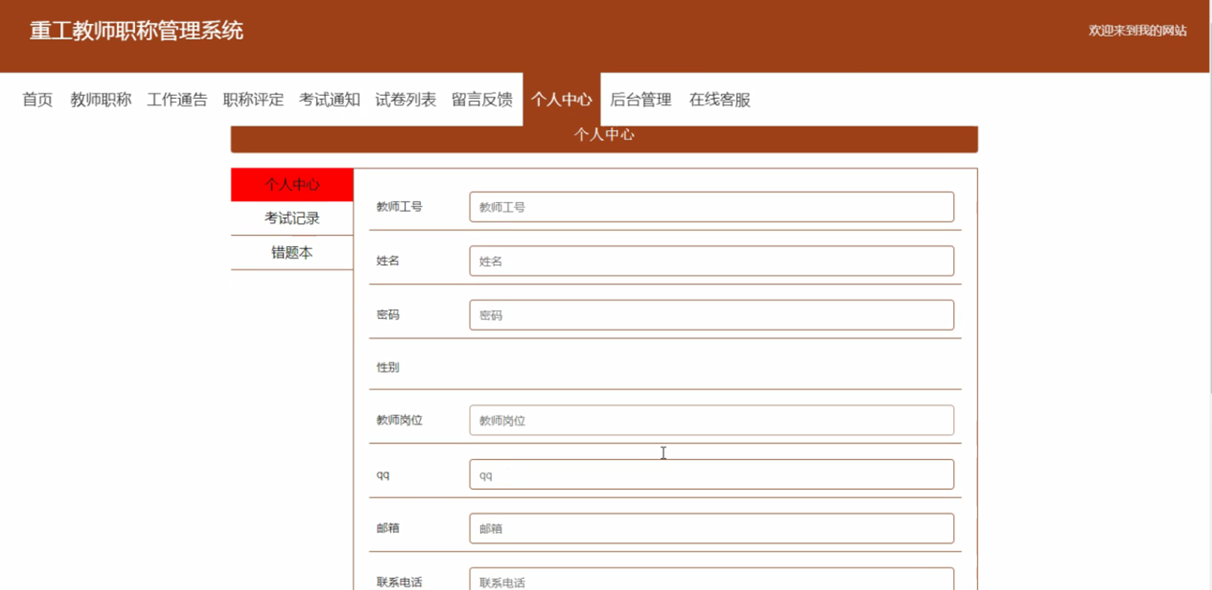 重工教师职称管理系统
欢迎来到我的网站
首页 教师职称 工作通告 职称评定 考试通知 试卷列表 留言反馈 个人中心 后台管理 在线客服
个人中心
个人中心
考试记录
错题本
教师工号 教师工号
姓名 姓名
密码 密码
性别
教师岗位 教师岗位
qq qq
邮箱 邮箱
联系电话 联系电话